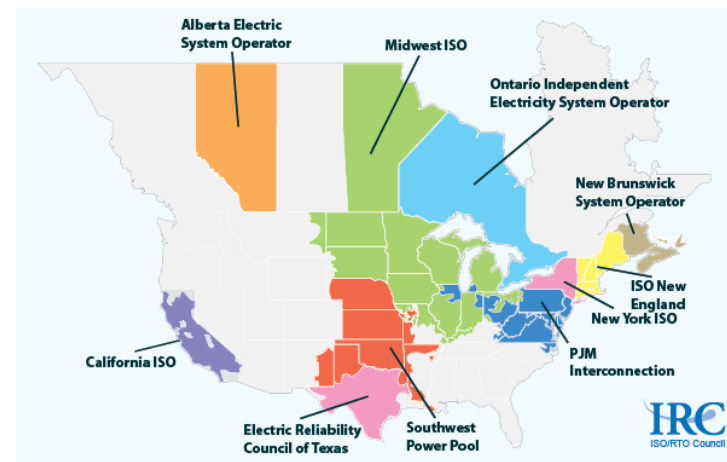 Alberta Electric
System Operator
Midwest ISO
Ontario Independent
Electricity System Operator
New Brunswick
System Operator
ISO New
England
New York ISO
PJM
Interconnection
California ISO
Electric Reliability
Council of Texas
Southwest
Power Pool
IRC
ISO/RTO Council